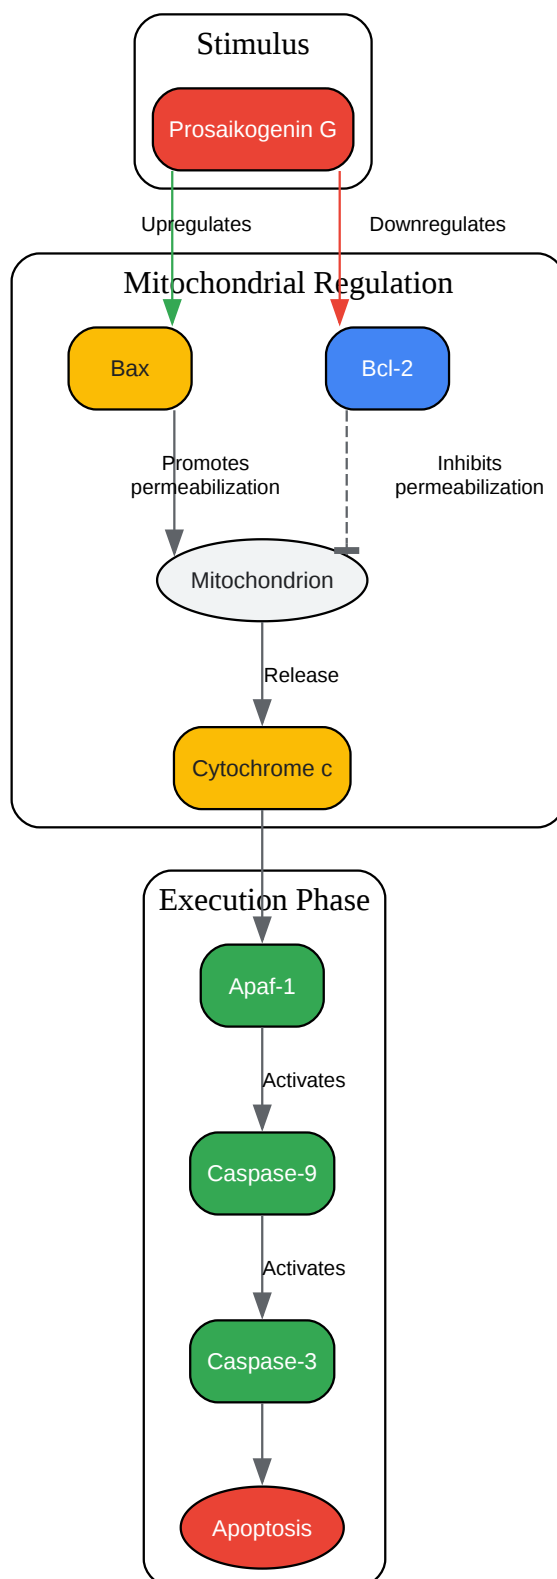 Stimulus
Prosaikogenin G
Upregulates
Downregulates
Mitochondrial Regulation
Bax
Bcl-2
Promotes
permeabilization
Inhibits
permeabilization
Mitochondrion
Release
Cytochrome c
Execution Phase
Apaf-1
Activates
Caspase-9
Activates
Caspase-3
Apoptosis